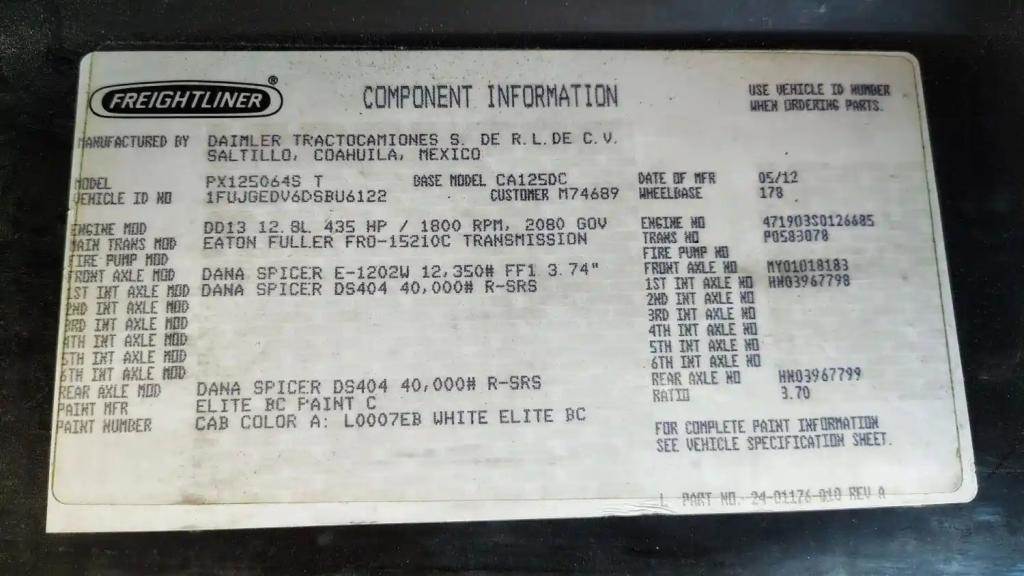 FREIGHTLINER®
COMPONENT INFORMATION
USE VEHICLE ID NUMBER
WHEN ORDERING PARTS.
MANUFACTURED BY DAIMLER TRACTOCAMIONES S. DE R.L.DE C.V.
SALTILLO, COAHUILA, MEXICO
MODEL PX125064S T BASE MODEL CA125DC DATE OF MFR 05/12
VEHICLE ID NO 1FUJGEDV6DSBU6122 CUSTOMER M74689 WHEELBASE 178
ENGINE MOD DD13 12.8L 435 HP / 1800 RPM, 2080 GOV ENGINE NO 471903S0126685
MAIN TRANS MOD EATON FULLER FRO-15210C TRANSMISSION TRANS NO P0583078
FIRE PUMP MOD FIRE PUMP NO
FRONT AXLE MOD DANA SPICER E-1202W 12,350# FF1 3.74" FRONT AXLE NO MY01018183
1ST INT AXLE MOD DANA SPICER DS404 40,000# R-SRS 1ST INT AXLE NO HN03967798
2ND INT AXLE MOD 2ND INT AXLE NO
3RD INT AXLE MOD 3RD INT AXLE NO
4TH INT AXLE MOD 4TH INT AXLE NO
5TH INT AXLE MOD 5TH INT AXLE NO
6TH INT AXLE MOD 6TH INT AXLE NO
REAR AXLE MOD DANA SPICER DS404 40,000# R-SRS REAR AXLE NO HN03967799
PAINT MFR ELITE BC PAINT C RATIO 3.70
PAINT NUMBER CAB COLOR A: L0007EB WHITE ELITE BC
FOR COMPLETE PAINT INFORMATION
SEE VEHICLE SPECIFICATION SHEET.
L PART NO. 24-01176-010 REV A